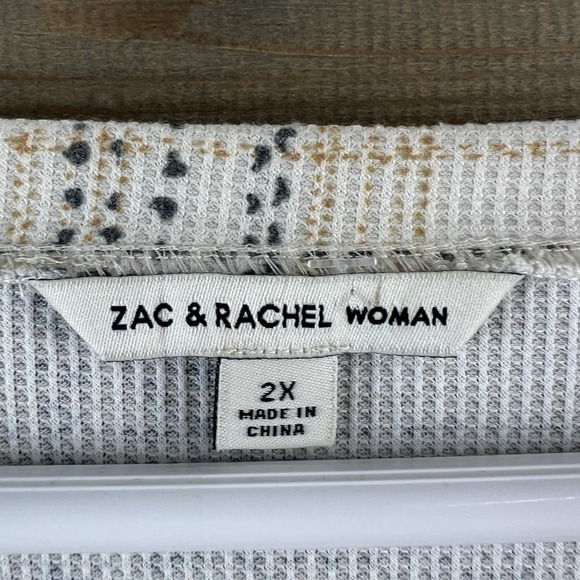 ZAC & RACHEL WOMAN
2X
MADE IN
CHINA